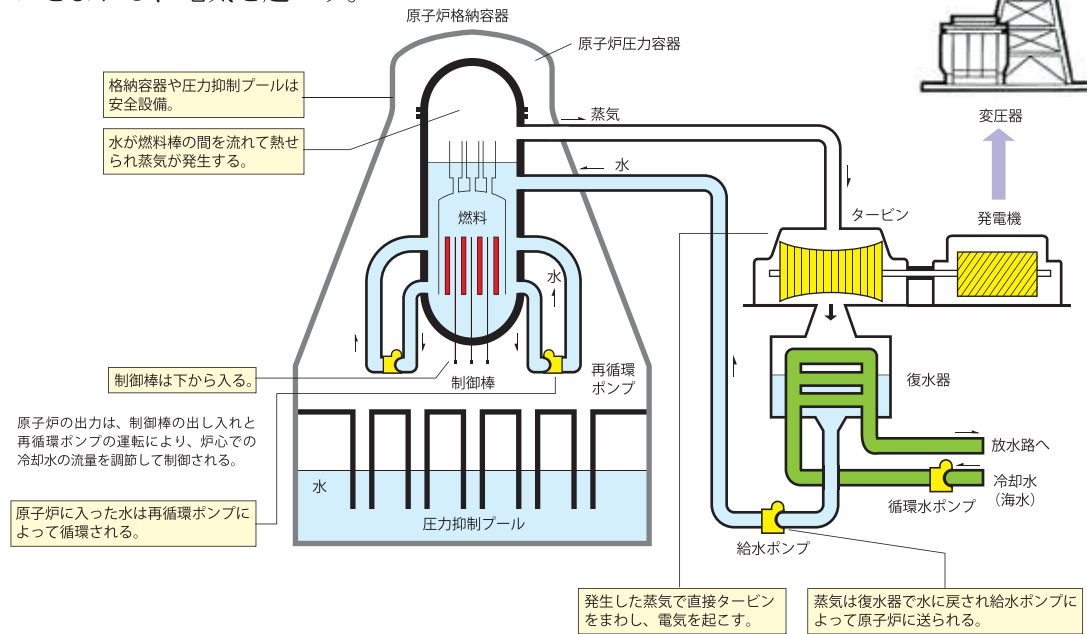 原子炉格納容器
原子炉圧力容器
格納容器や圧力抑制プールは
安全設備。
水が燃料棒の間を流れて熱せ
られ蒸気が発生する。
蒸気
水
変圧器
燃料
タービン
発電機
水
制御棒は下から入る。
制御棒
再循環
ポンプ
復水器
原子炉の出力は、制御棒の出し入れと
再循環ポンプの運転により、炉心での
冷却水の流量を調節して制御される。
放水路へ
冷却水
(海水)
循環水ポンプ
水
原子炉に入った水は再循環ポンプに
よって循環される。
圧力抑制プール
給水ポンプ
発生した蒸気で直接タービン
をまわし、電気を起こす。
蒸気は復水器で水に戻され給水ポンプに
よって原子炉に送られる。